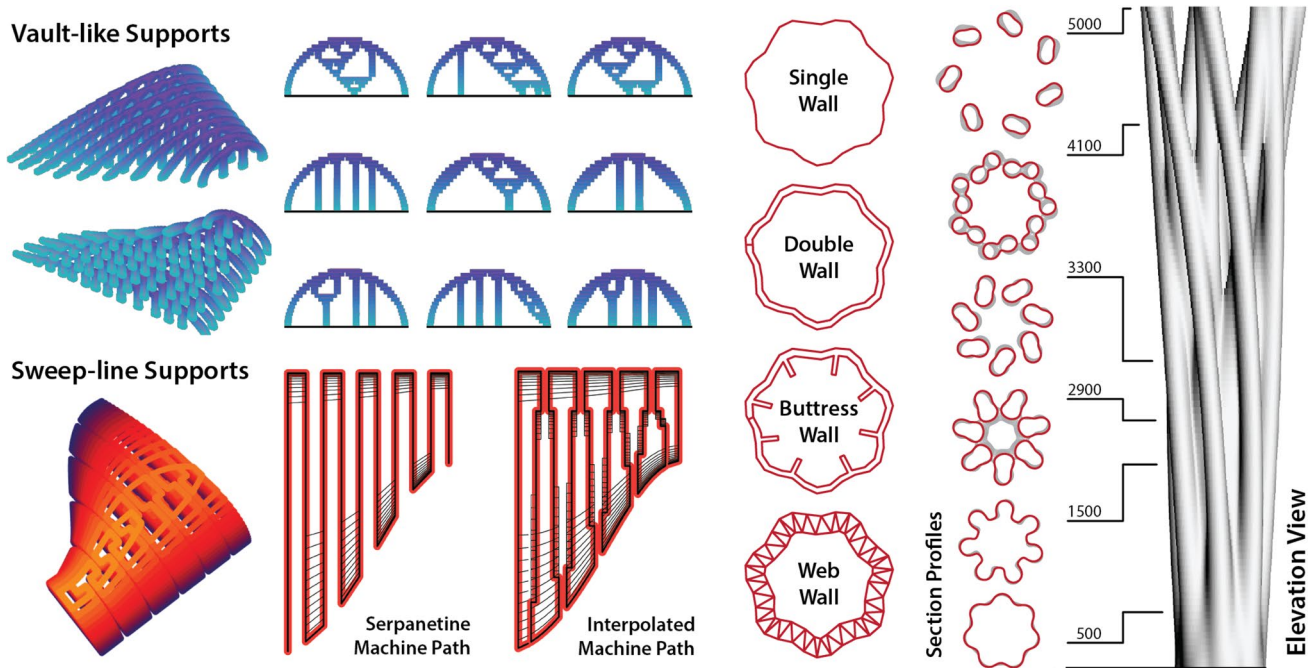 Vault-like Supports
Sweep-line Supports
Serpanetine
Machine Path
Interpolated
Machine Path
Single
Wall
Double
Wall
Buttress
Wall
Web
Wall
Section Profiles
5000
4100
3300
2900
1500
500
Elevation View